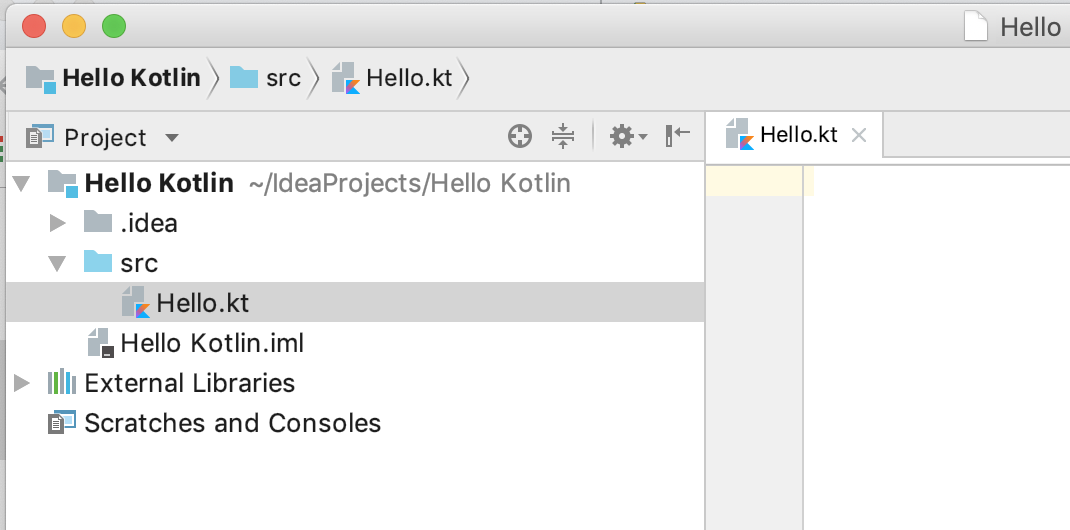 Hello
Hello Kotlin src Hello.kt
Project
Hello.kt
Hello Kotlin ~/IdeaProjects/Hello Kotlin
.idea
src
Hello.kt
Hello Kotlin.iml
External Libraries
Scratches and Consoles